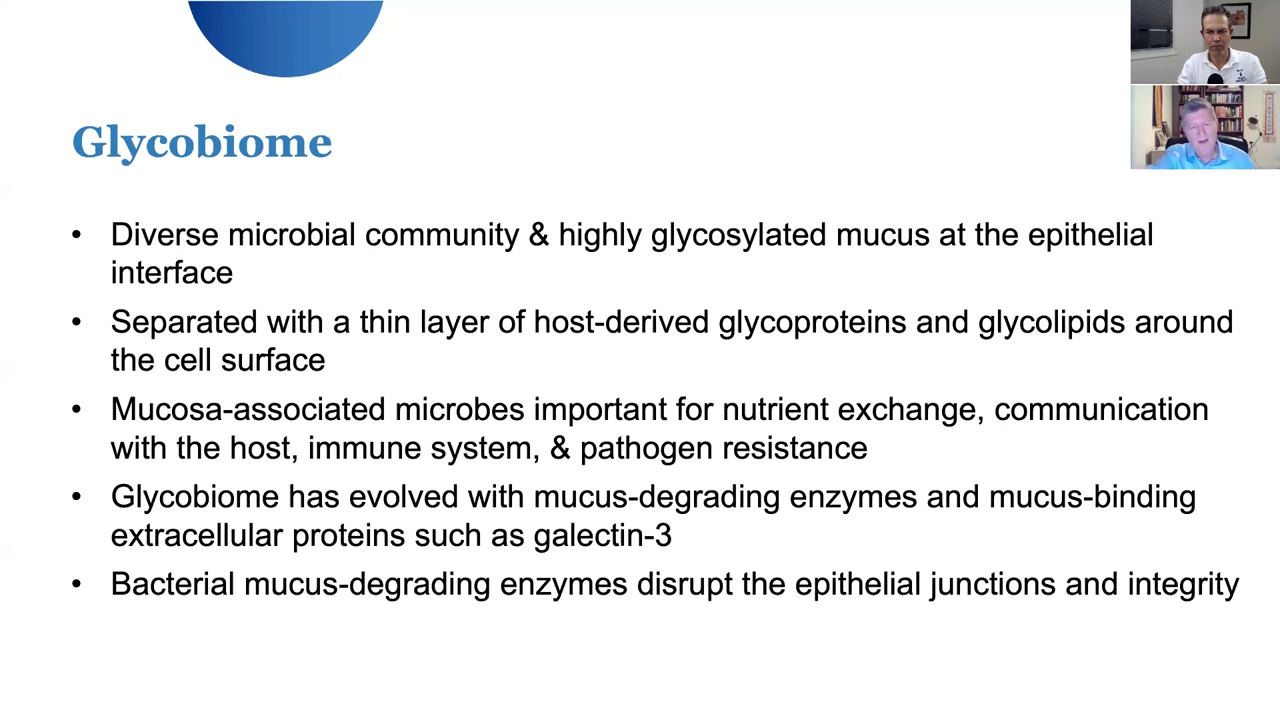 Glycobiome
• Diverse microbial community & highly glycosylated mucus at the epithelial
interface
• Separated with a thin layer of host-derived glycoproteins and glycolipids around
the cell surface
• Mucosa-associated microbes important for nutrient exchange, communication
with the host, immune system, & pathogen resistance
• Glycobiome has evolved with mucus-degrading enzymes and mucus-binding
extracellular proteins such as galectin-3
• Bacterial mucus-degrading enzymes disrupt the epithelial junctions and integrity